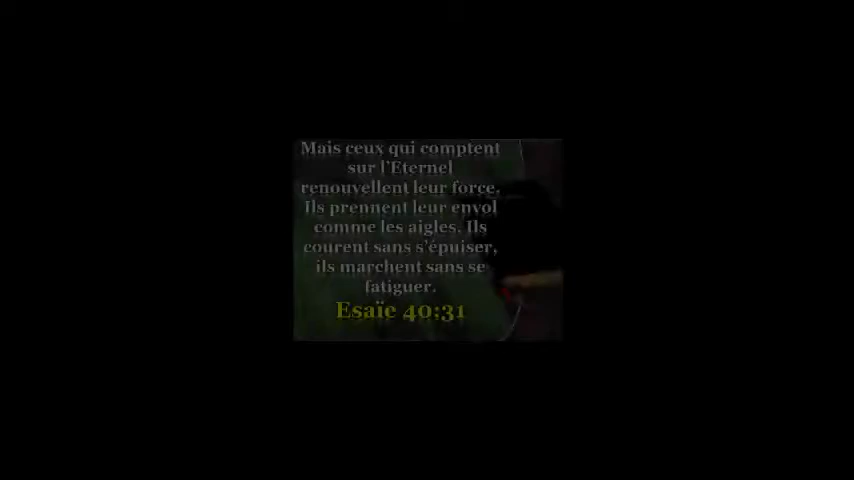 Mais ceux qui comptent
sur l'Eternel
renouvellent leur force.
Ils prennent leur envol
comme les aigles. Ils
courent sans s'épuiser,
ils marchent sans se
fatiguer.
Esaïe 40:31